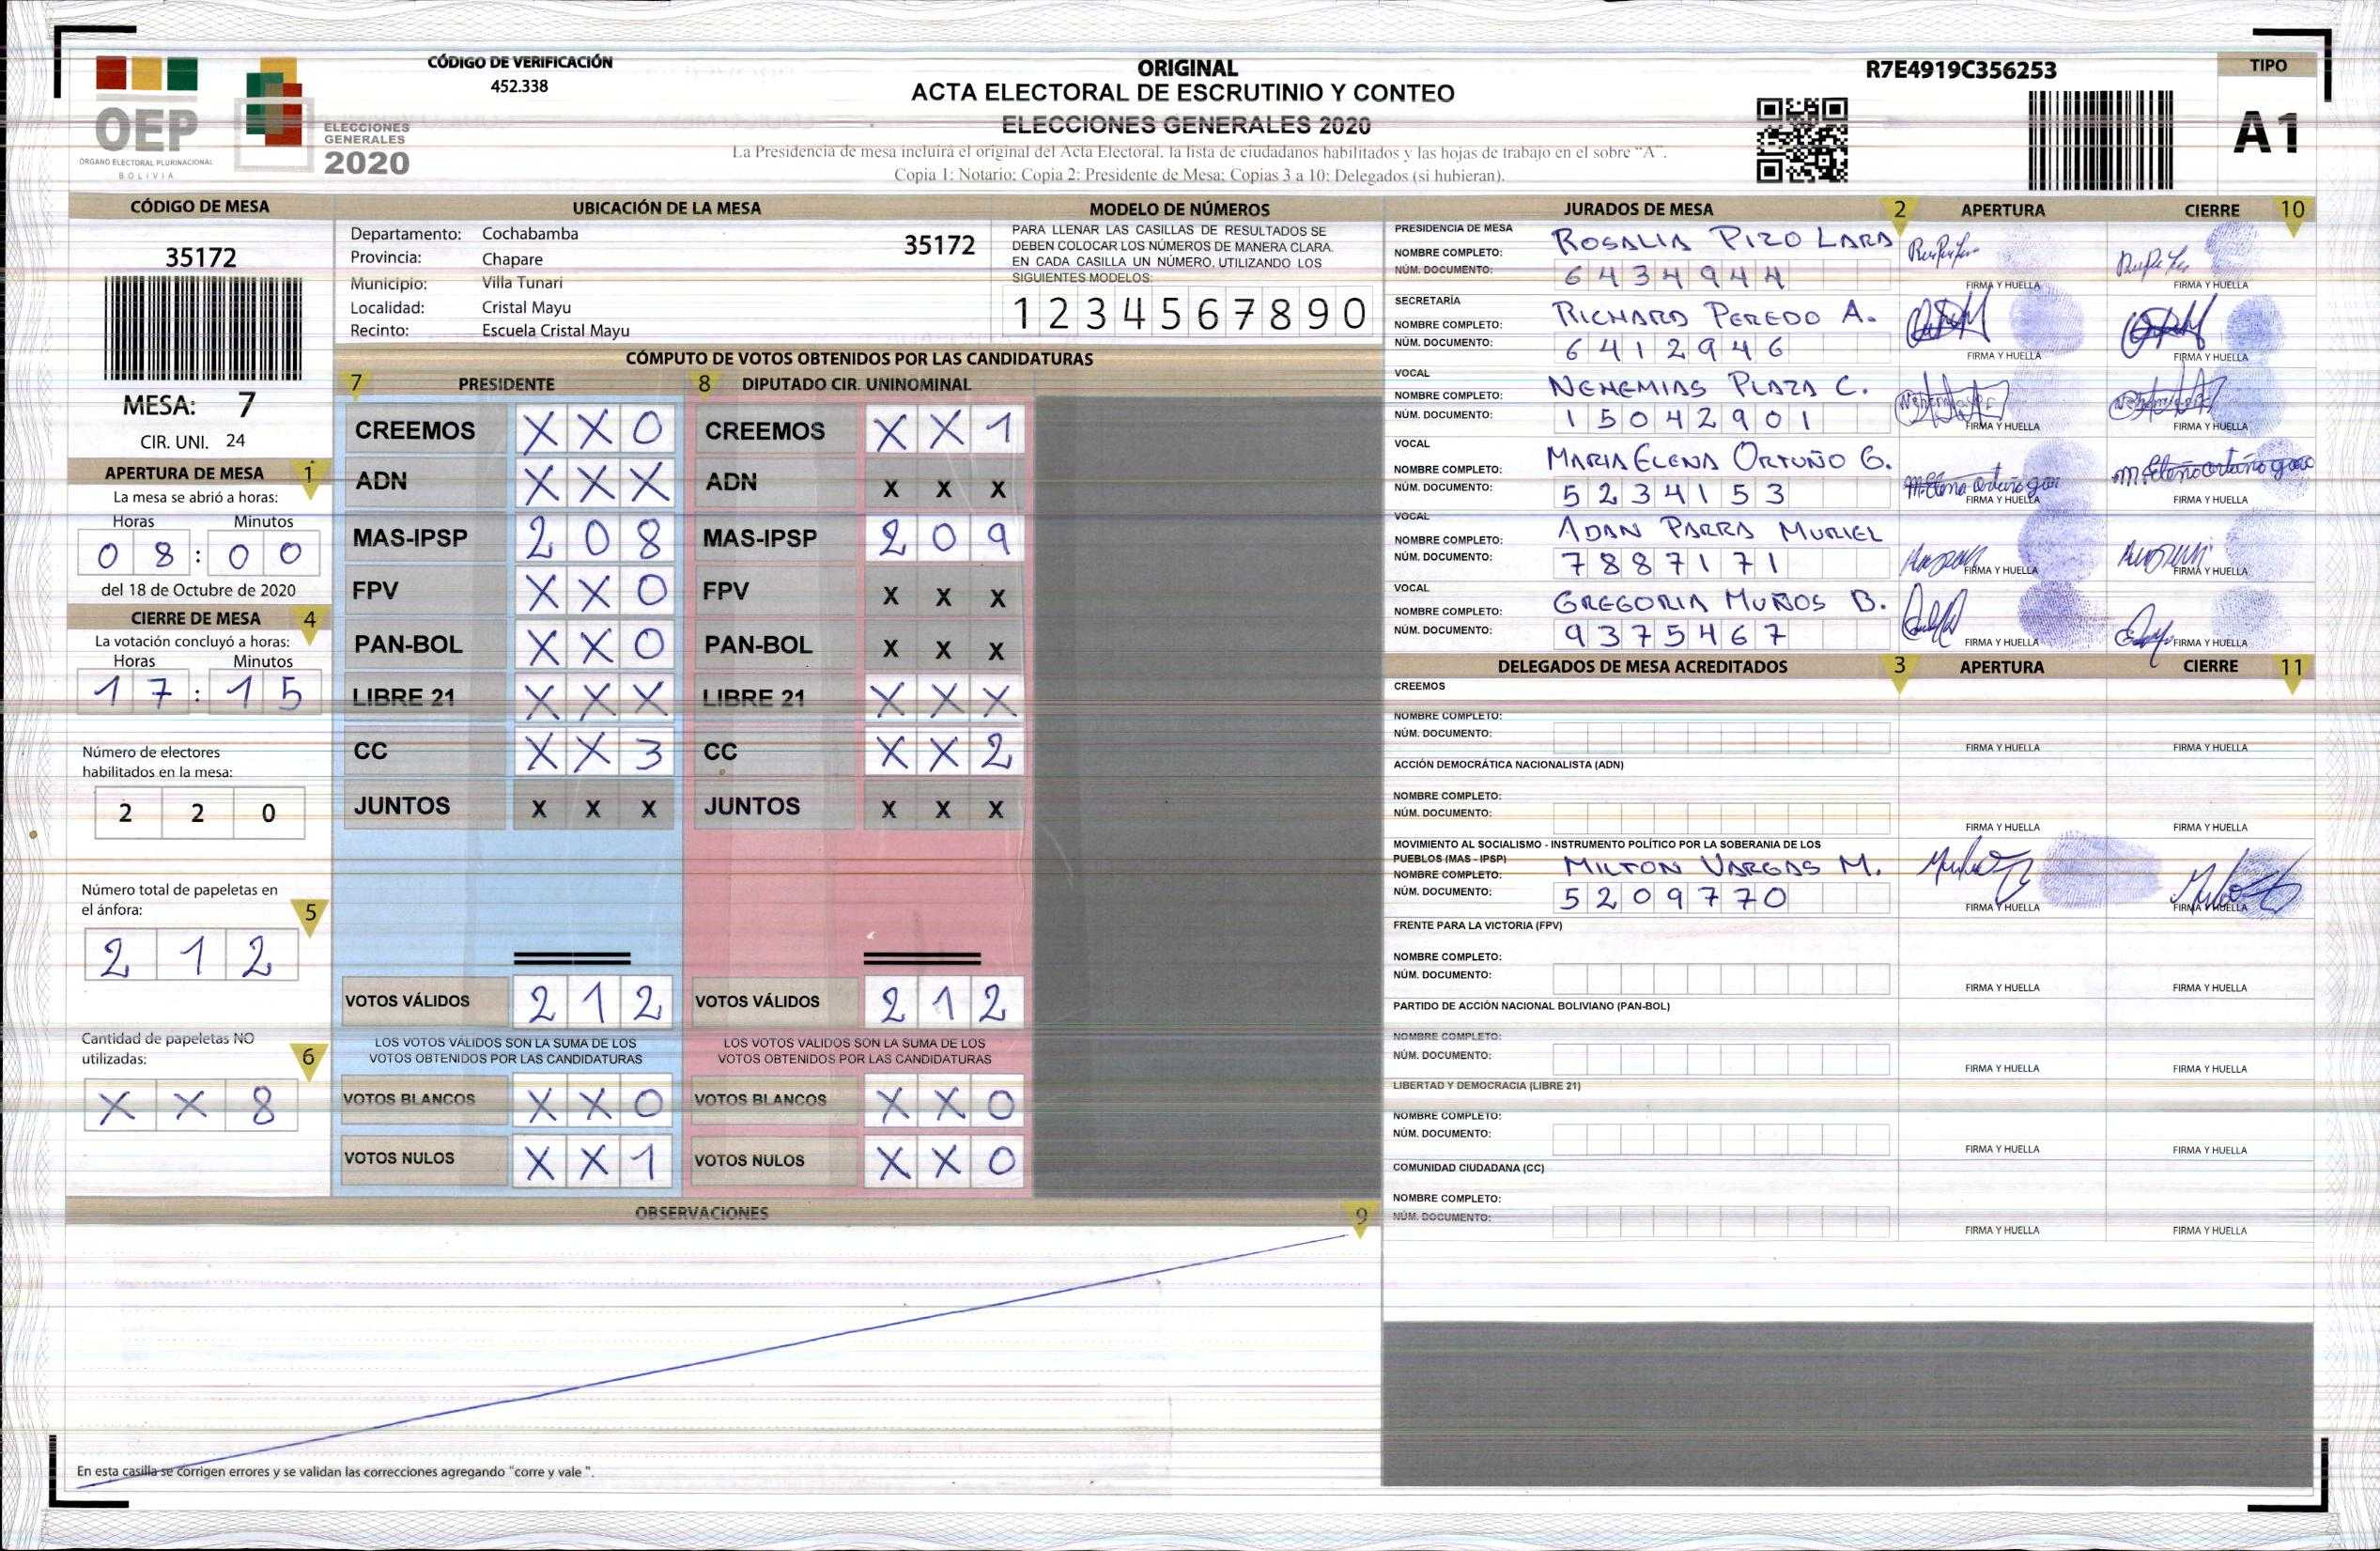 CÓDIGO DE VERIFICACIÓN
452.338
ORIGINAL
ACTA ELECTORAL DE ESCRUTINIO Y CONTEO
ELECCIONES GENERALES 2020
La Presidencia de mesa incluirá el original del Acta Electoral, la lista de ciudadanos habilitados y las hojas de trabajo en el sobre "A".
Copia 1: Notario; Copia 2: Presidente de Mesa; Copias 3 a 10: Delegados (si hubieran).
R7E4919C356253
TIPO
A1
OEP
ÓRGANO ELECTORAL PLURINACIONAL
BOLIVIA
ELECCIONES
GENERALES
2020
CÓDIGO DE MESA
35172
MESA: 7
CIR. UNI. 24
APERTURA DE MESA 1
La mesa se abrió a horas:
Horas Minutos
0 8 : 0 0
del 18 de Octubre de 2020
CIERRE DE MESA 4
La votación concluyó a horas:
Horas Minutos
1 7 : 1 5
Número de electores
habilitados en la mesa:
2 2 0
Número total de papeletas en
el ánfora: 5
2 1 2
Cantidad de papeletas NO
utilizadas: 6
X X 8
UBICACIÓN DE LA MESA
Departamento: Cochabamba
35172
Provincia: Chapare
Municipio: Villa Tunari
Localidad: Cristal Mayu
Recinto: Escuela Cristal Mayu
MODELO DE NÚMEROS
PARA LLENAR LAS CASILLAS DE RESULTADOS SE
DEBEN COLOCAR LOS NÚMEROS DE MANERA CLARA.
EN CADA CASILLA UN NÚMERO, UTILIZANDO LOS
SIGUIENTES MODELOS:
1 2 3 4 5 6 7 8 9 0
CÓMPUTO DE VOTOS OBTENIDOS POR LAS CANDIDATURAS
7 PRESIDENTE 8 DIPUTADO CIR. UNINOMINAL
CREEMOS X X 0 CREEMOS X X 1
ADN X X X ADN X X X
MAS-IPSP 2 0 8 MAS-IPSP 2 0 9
FPV X X 0 FPV X X X
PAN-BOL X X 0 PAN-BOL X X X
LIBRE 21 X X X LIBRE 21 X X X
CC X X 3 CC X X 2
JUNTOS X X X JUNTOS X X X
VOTOS VÁLIDOS 2 1 2 VOTOS VÁLIDOS 2 1 2
LOS VOTOS VÁLIDOS SON LA SUMA DE LOS LOS VOTOS VÁLIDOS SON LA SUMA DE LOS
VOTOS OBTENIDOS POR LAS CANDIDATURAS VOTOS OBTENIDOS POR LAS CANDIDATURAS
VOTOS BLANCOS X X 0 VOTOS BLANCOS X X 0
VOTOS NULOS X X 1 VOTOS NULOS X X 0
OBSERVACIONES 9
En esta casilla se corrigen errores y se validan las correcciones agregando "corre y vale ".
JURADOS DE MESA 2 APERTURA CIERRE 10
PRESIDENCIA DE MESA
NOMBRE COMPLETO: ROSALIA PIZO LARA
NÚM. DOCUMENTO: 6434944
FIRMA Y HUELLA FIRMA Y HUELLA
SECRETARÍA
NOMBRE COMPLETO: RICHARD PEREDO A.
NÚM. DOCUMENTO: 6412946
FIRMA Y HUELLA FIRMA Y HUELLA
VOCAL
NOMBRE COMPLETO: NEHEMIAS PLAZA C.
NÚM. DOCUMENTO: 15042901
FIRMA Y HUELLA FIRMA Y HUELLA
VOCAL
NOMBRE COMPLETO: MARIA ELENA ORTUÑO G.
NÚM. DOCUMENTO: 5234153
FIRMA Y HUELLA FIRMA Y HUELLA
VOCAL
NOMBRE COMPLETO: ADAN PARRA MURIEL
NÚM. DOCUMENTO: 7887171
FIRMA Y HUELLA FIRMA Y HUELLA
VOCAL
NOMBRE COMPLETO: GREGORIA MUÑOS B.
NÚM. DOCUMENTO: 9375467
FIRMA Y HUELLA FIRMA Y HUELLA
DELEGADOS DE MESA ACREDITADOS 3 APERTURA CIERRE 11
CREEMOS
NOMBRE COMPLETO:
NÚM. DOCUMENTO:
FIRMA Y HUELLA FIRMA Y HUELLA
ACCIÓN DEMOCRÁTICA NACIONALISTA (ADN)
NOMBRE COMPLETO:
NÚM. DOCUMENTO:
FIRMA Y HUELLA FIRMA Y HUELLA
MOVIMIENTO AL SOCIALISMO - INSTRUMENTO POLÍTICO POR LA SOBERANIA DE LOS
PUEBLOS (MAS - IPSP)
NOMBRE COMPLETO: MILTON VARGAS M.
NÚM. DOCUMENTO: 5209770
FIRMA Y HUELLA FIRMA Y HUELLA
FRENTE PARA LA VICTORIA (FPV)
NOMBRE COMPLETO:
NÚM. DOCUMENTO:
FIRMA Y HUELLA FIRMA Y HUELLA
PARTIDO DE ACCIÓN NACIONAL BOLIVIANO (PAN-BOL)
NOMBRE COMPLETO:
NÚM. DOCUMENTO:
FIRMA Y HUELLA FIRMA Y HUELLA
LIBERTAD Y DEMOCRACIA (LIBRE 21)
NOMBRE COMPLETO:
NÚM. DOCUMENTO:
FIRMA Y HUELLA FIRMA Y HUELLA
COMUNIDAD CIUDADANA (CC)
NOMBRE COMPLETO:
NÚM. DOCUMENTO:
FIRMA Y HUELLA FIRMA Y HUELLA